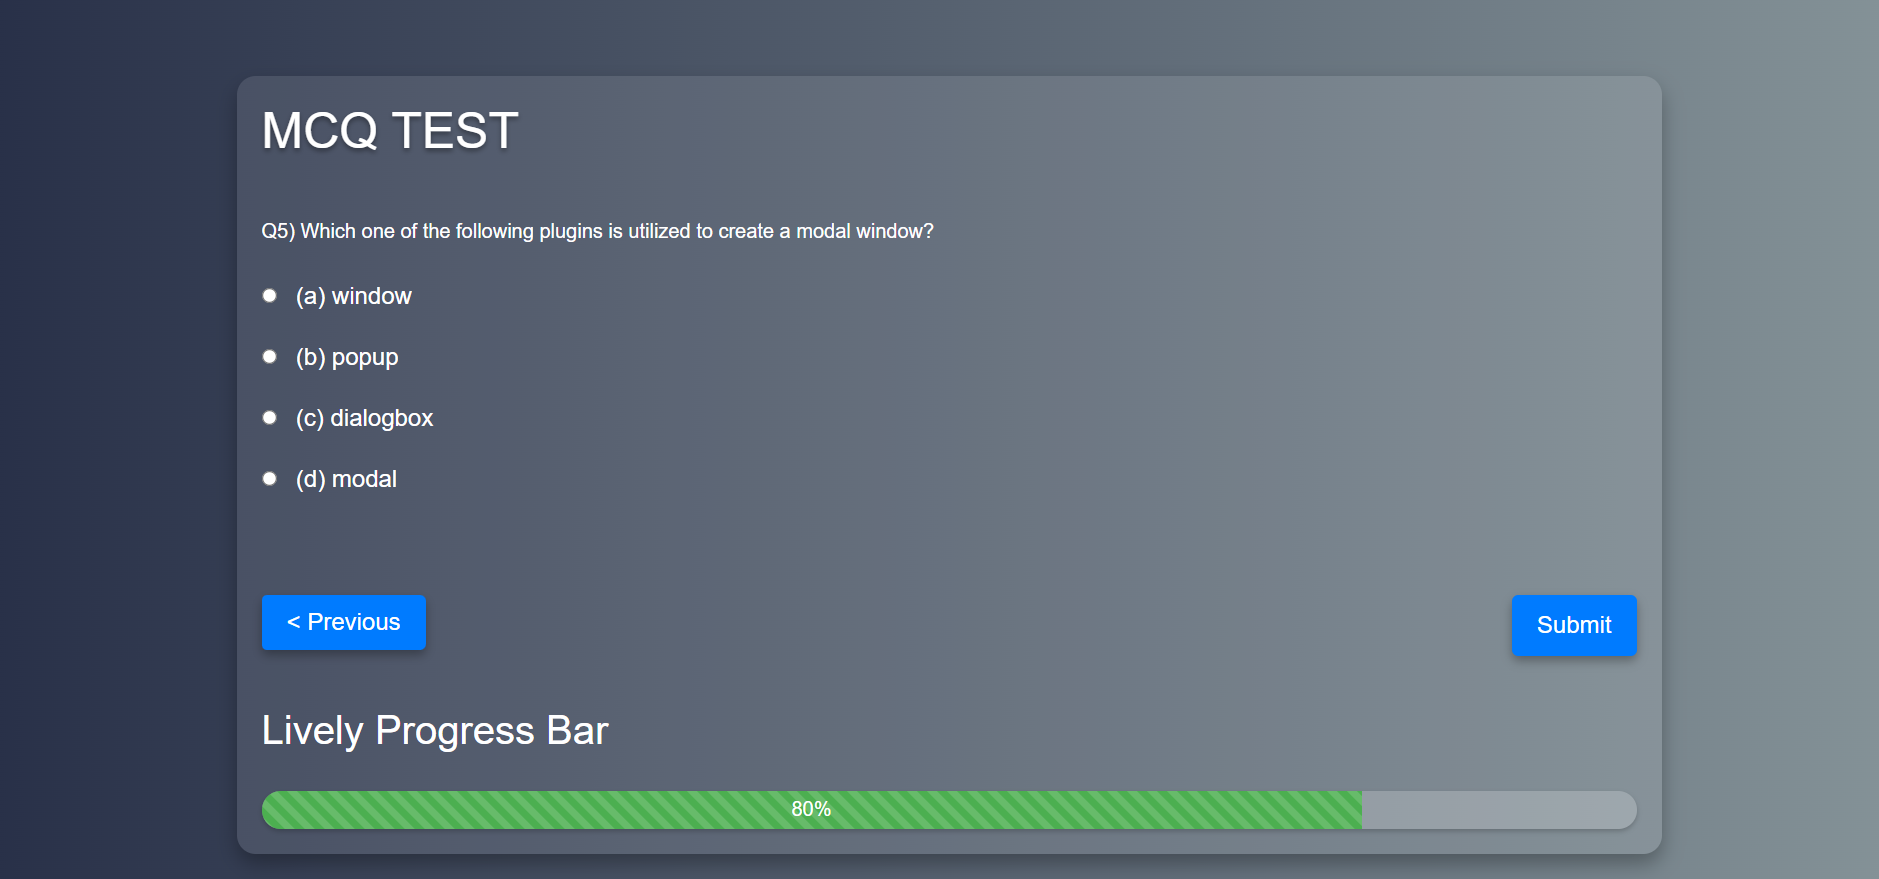 MCQ TEST
Q5) Which one of the following plugins is utilized to create a modal window?
(a) window
(b) popup
(c) dialogbox
(d) modal
< Previous
Submit
Lively Progress Bar
80%